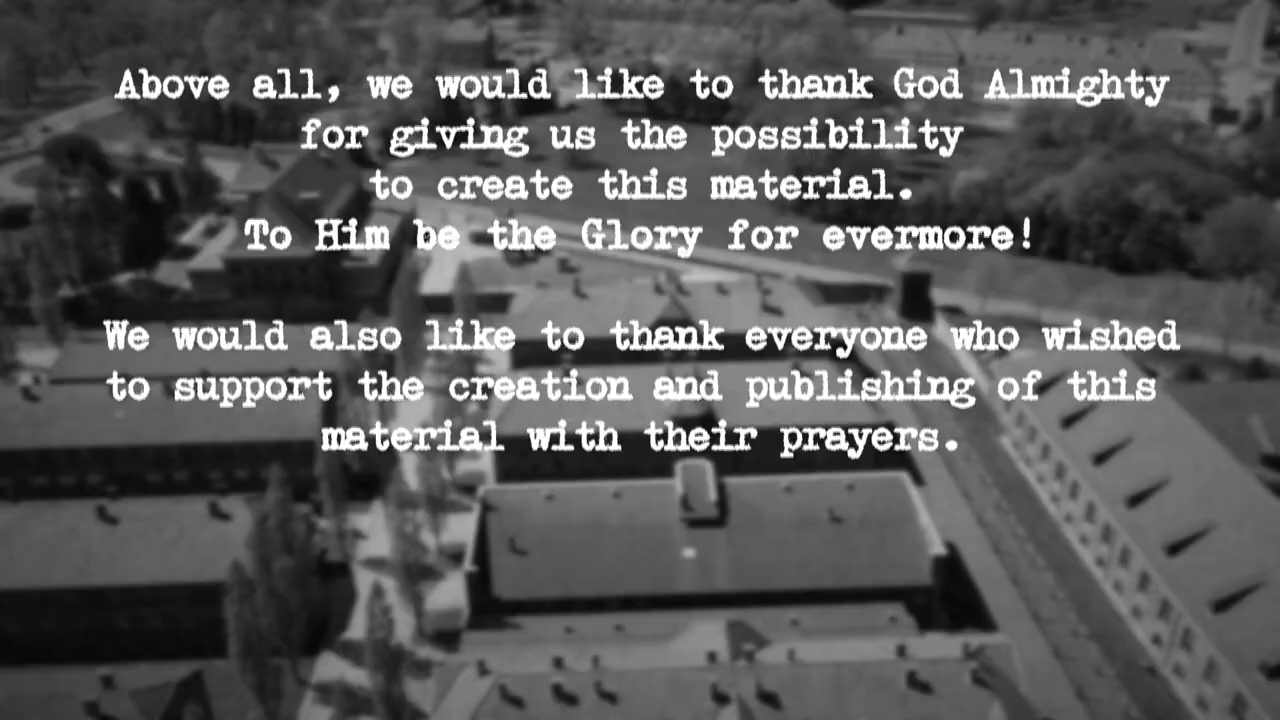 Above all, we would like to thank God Almighty
for giving us the possibility
to create this material.
To Him be the Glory for evermore!
We would also like to thank everyone who wished
to support the creation and publishing of this
material with their prayers.